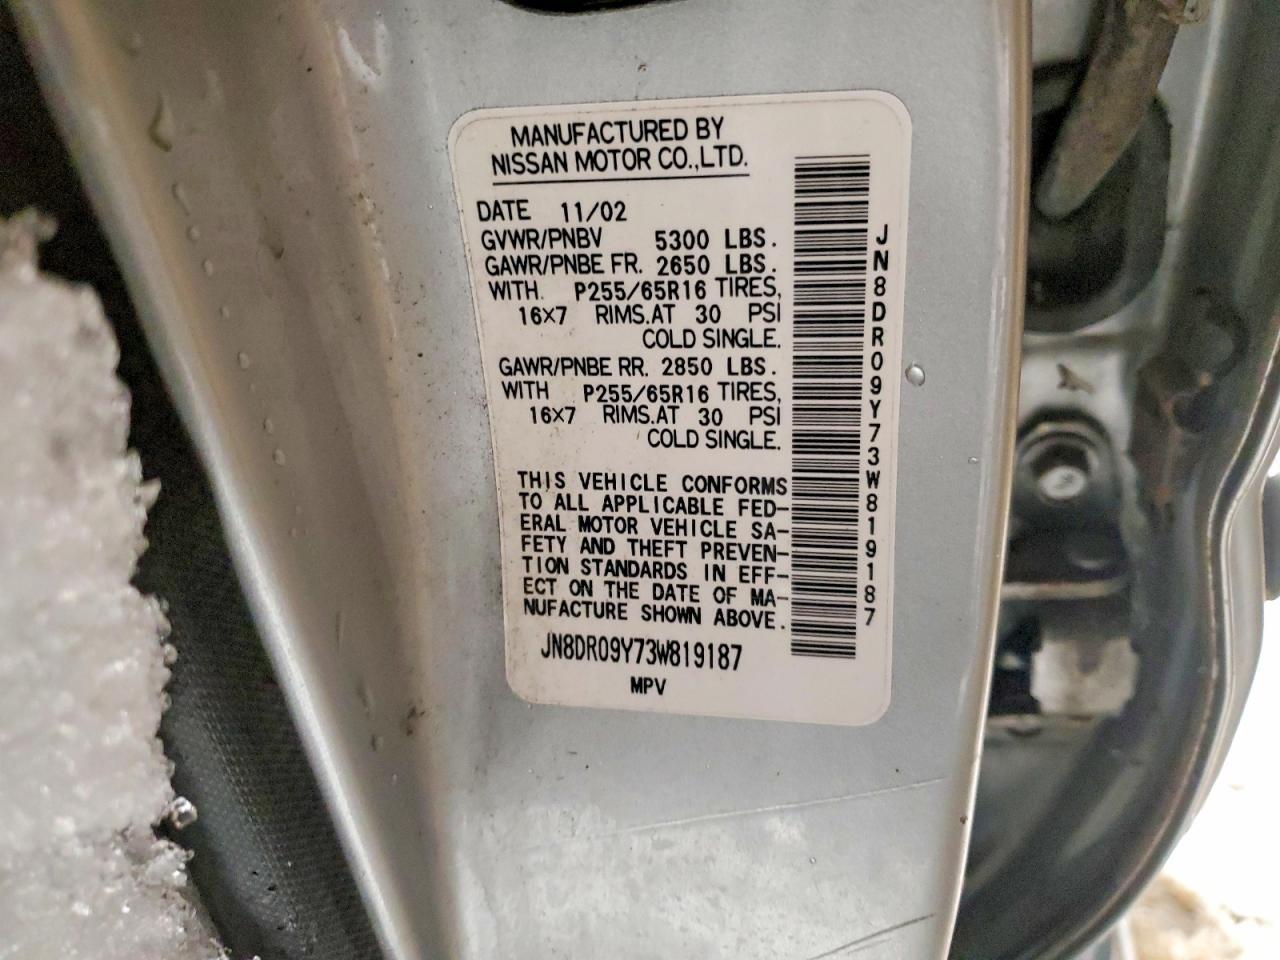 MANUFACTURED BY
NISSAN MOTOR CO.,LTD.
DATE 11/02
GVWR/PNBV 5300 LBS.
GAWR/PNBE FR. 2650 LBS.
WITH. P255/65R16 TIRES,
16×7 RIMS.AT 30 PSI
COLD SINGLE.
GAWR/PNBE RR. 2850 LBS.
WITH P255/65R16 TIRES,
16×7 RIMS.AT 30 PSI
COLD SINGLE.
THIS VEHICLE CONFORMS
TO ALL APPLICABLE FED-
ERAL MOTOR VEHICLE SA-
FETY AND THEFT PREVEN-
TION STANDARDS IN EFF-
ECT ON THE DATE OF MA-
NUFACTURE SHOWN ABOVE.
JN8DR09Y73W819187
MPV
JN8DR09Y73W819187